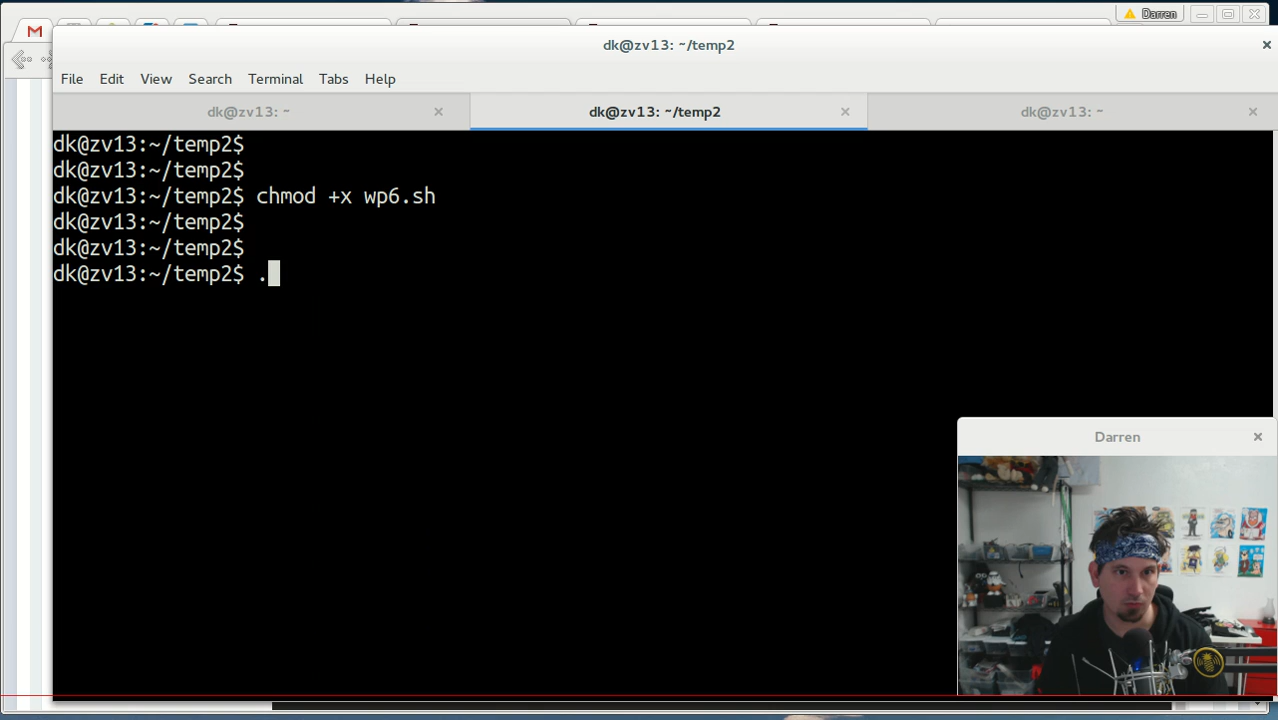 Darren
dk@zv13: ~/temp2
File Edit View Search Terminal Tabs Help
dk@zv13: ~ dk@zv13: ~/temp2 dk@zv13: ~
dk@zv13:~/temp2$
dk@zv13:~/temp2$
dk@zv13:~/temp2$ chmod +x wp6.sh
dk@zv13:~/temp2$
dk@zv13:~/temp2$
dk@zv13:~/temp2$ .
Darren